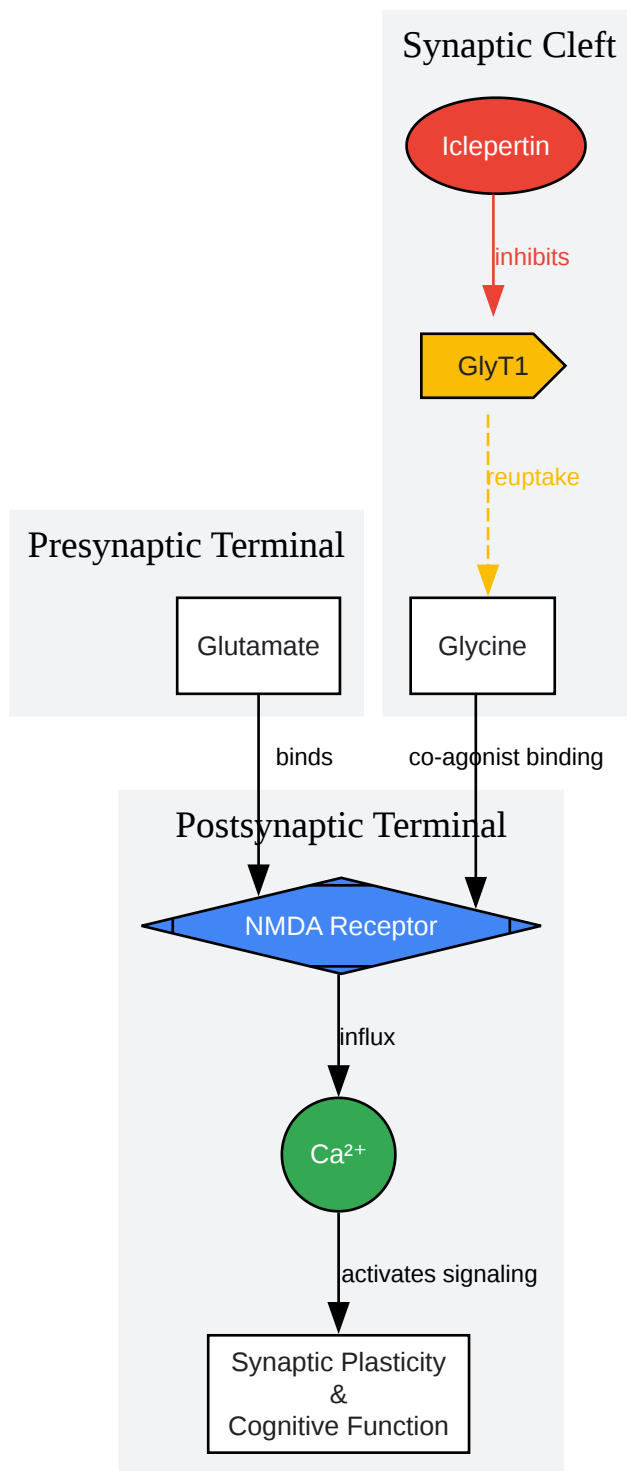 Synaptic Cleft
Iclepertin
inhibits
GlyT1
reuptake
Presynaptic Terminal
Glutamate
Glycine
binds
co-agonist binding
Postsynaptic Terminal
NMDA Receptor
influx
Ca²⁺
activates signaling
Synaptic Plasticity
&
Cognitive Function